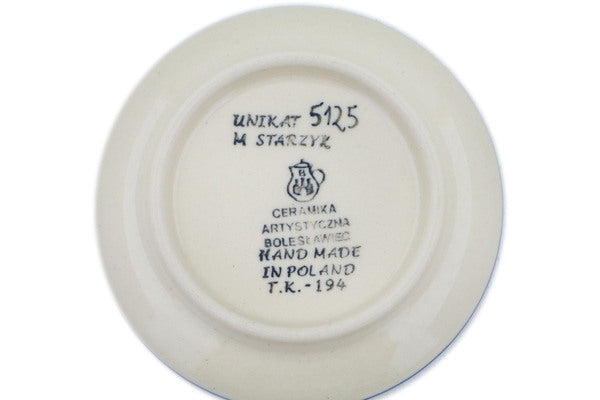 UNIKAT 5125
M STARZYK
B
CERAMIKA
ARTYSTYCZNA
BOLESŁAWIEC
HAND MADE
IN POLAND
T.K.-194